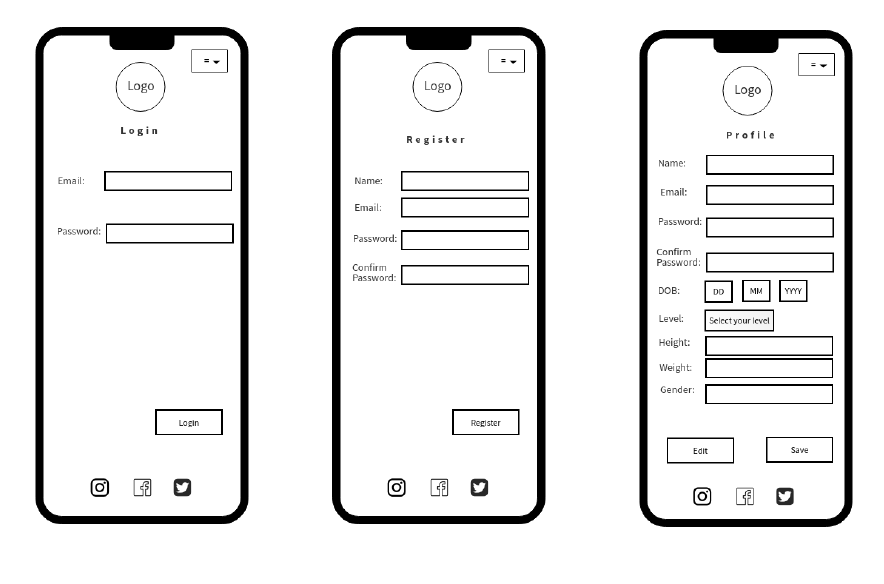 =
Logo
Login
Email:
Password:
Login
=
Logo
Register
Name:
Email:
Password:
Confirm
Password:
Register
=
Logo
Profile
Name:
Email:
Password:
Confirm
Password:
DOB: DD MM YYYY
Level: Select your level
Height:
Weight:
Gender:
Edit Save